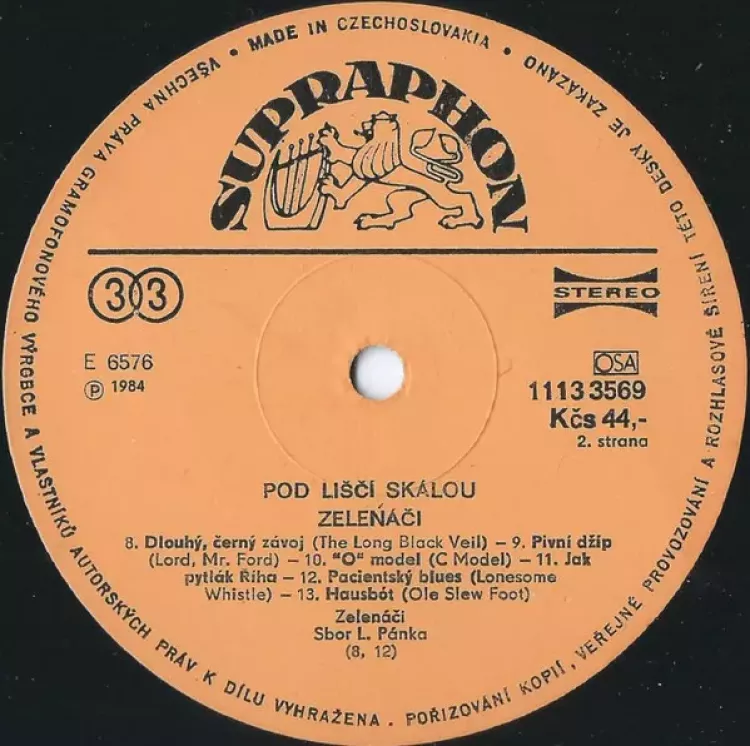 VŠECHNA PRÁVA GRAMOFONOVÉHO VÝROBCE A VLASTNÍKŮ AUTORSKÝCH PRÁV K DÍLU VYHRAŽENA. POŘIZOVÁNÍ KOPIÍ, VEŘEJNÉ PROVOZOVÁNÍ A ROZHLASOVÉ ŠÍŘENÍ TÉTO DESKY JE ZAKÁZÁNO
• MADE IN CZECHOSLOVAKIA •
SUPRAPHON
33
STEREO
E 6576
℗ 1984
OSA
1113 3569
Kčs 44,-
2. strana
POD LIŠČÍ SKÁLOU
ZELENÁČI
8. Dlouhý, černý závoj (The Long Black Veil) – 9. Pivní džíp
(Lord, Mr. Ford) – 10. "O" model (C Model) – 11. Jak
pytlák Říha – 12. Pacientský blues (Lonesome
Whistle) – 13. Hausbót (Ole Slew Foot)
Zelenáči
Sbor L. Pánka
(8, 12)